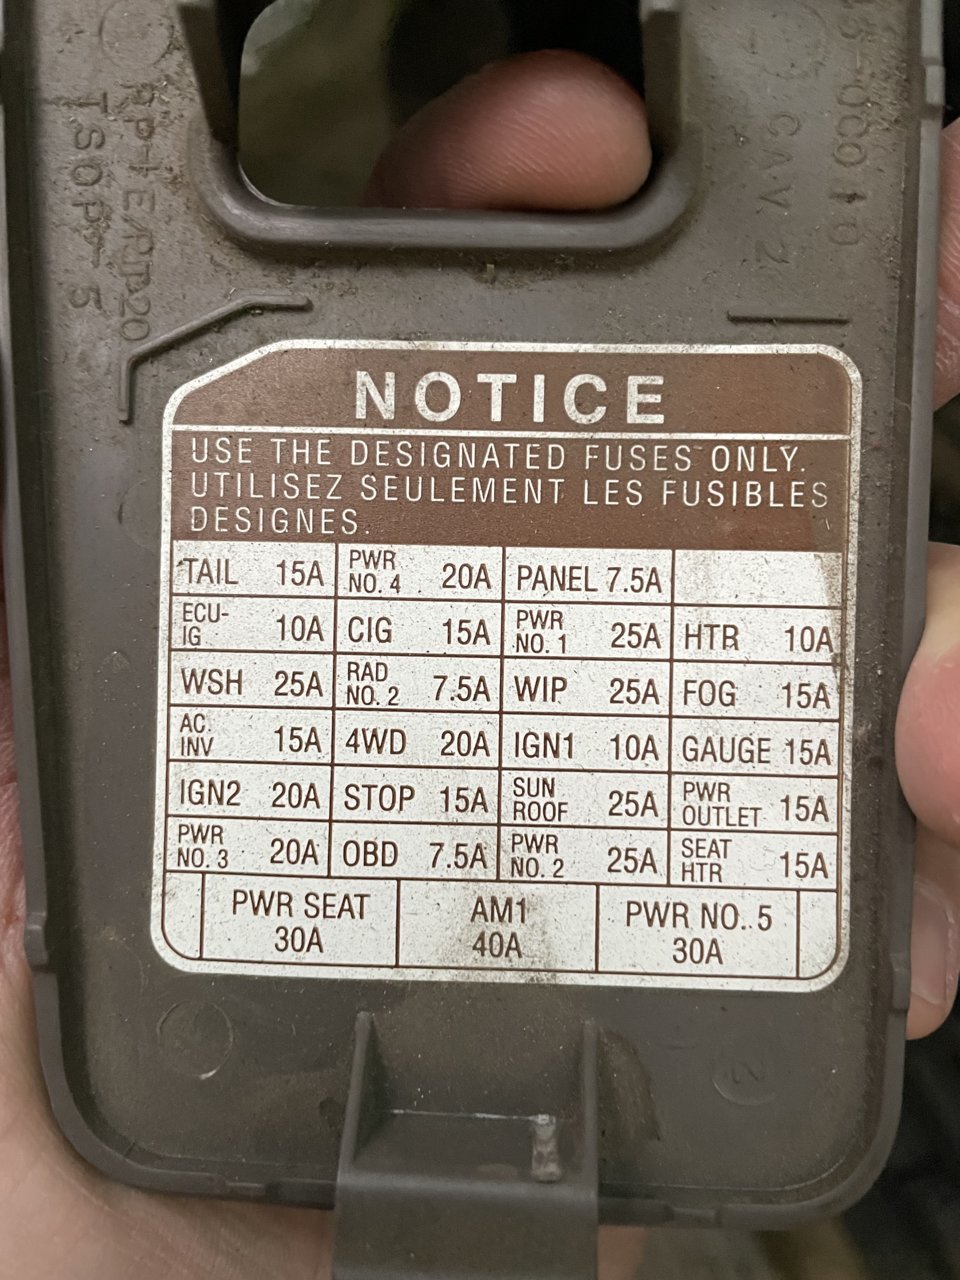 TSOP-5
CAV 2
NOTICE
USE THE DESIGNATED FUSES ONLY.
UTILISEZ SEULEMENT LES FUSIBLES
DESIGNES.
TAIL 15A
PWR
NO. 4 20A
PANEL 7.5A
ECU-
IG 10A
CIG 15A
PWR
NO. 1 25A
HTR 10A
WSH 25A
RAD
NO. 2 7.5A
WIP 25A
FOG 15A
AC
INV 15A
4WD 20A
IGN1 10A
GAUGE 15A
IGN2 20A
STOP 15A
SUN
ROOF 25A
PWR
OUTLET 15A
PWR
NO. 3 20A
OBD 7.5A
PWR
NO. 2 25A
SEAT
HTR 15A
PWR SEAT
30A
AM1
40A
PWR NO. 5
30A